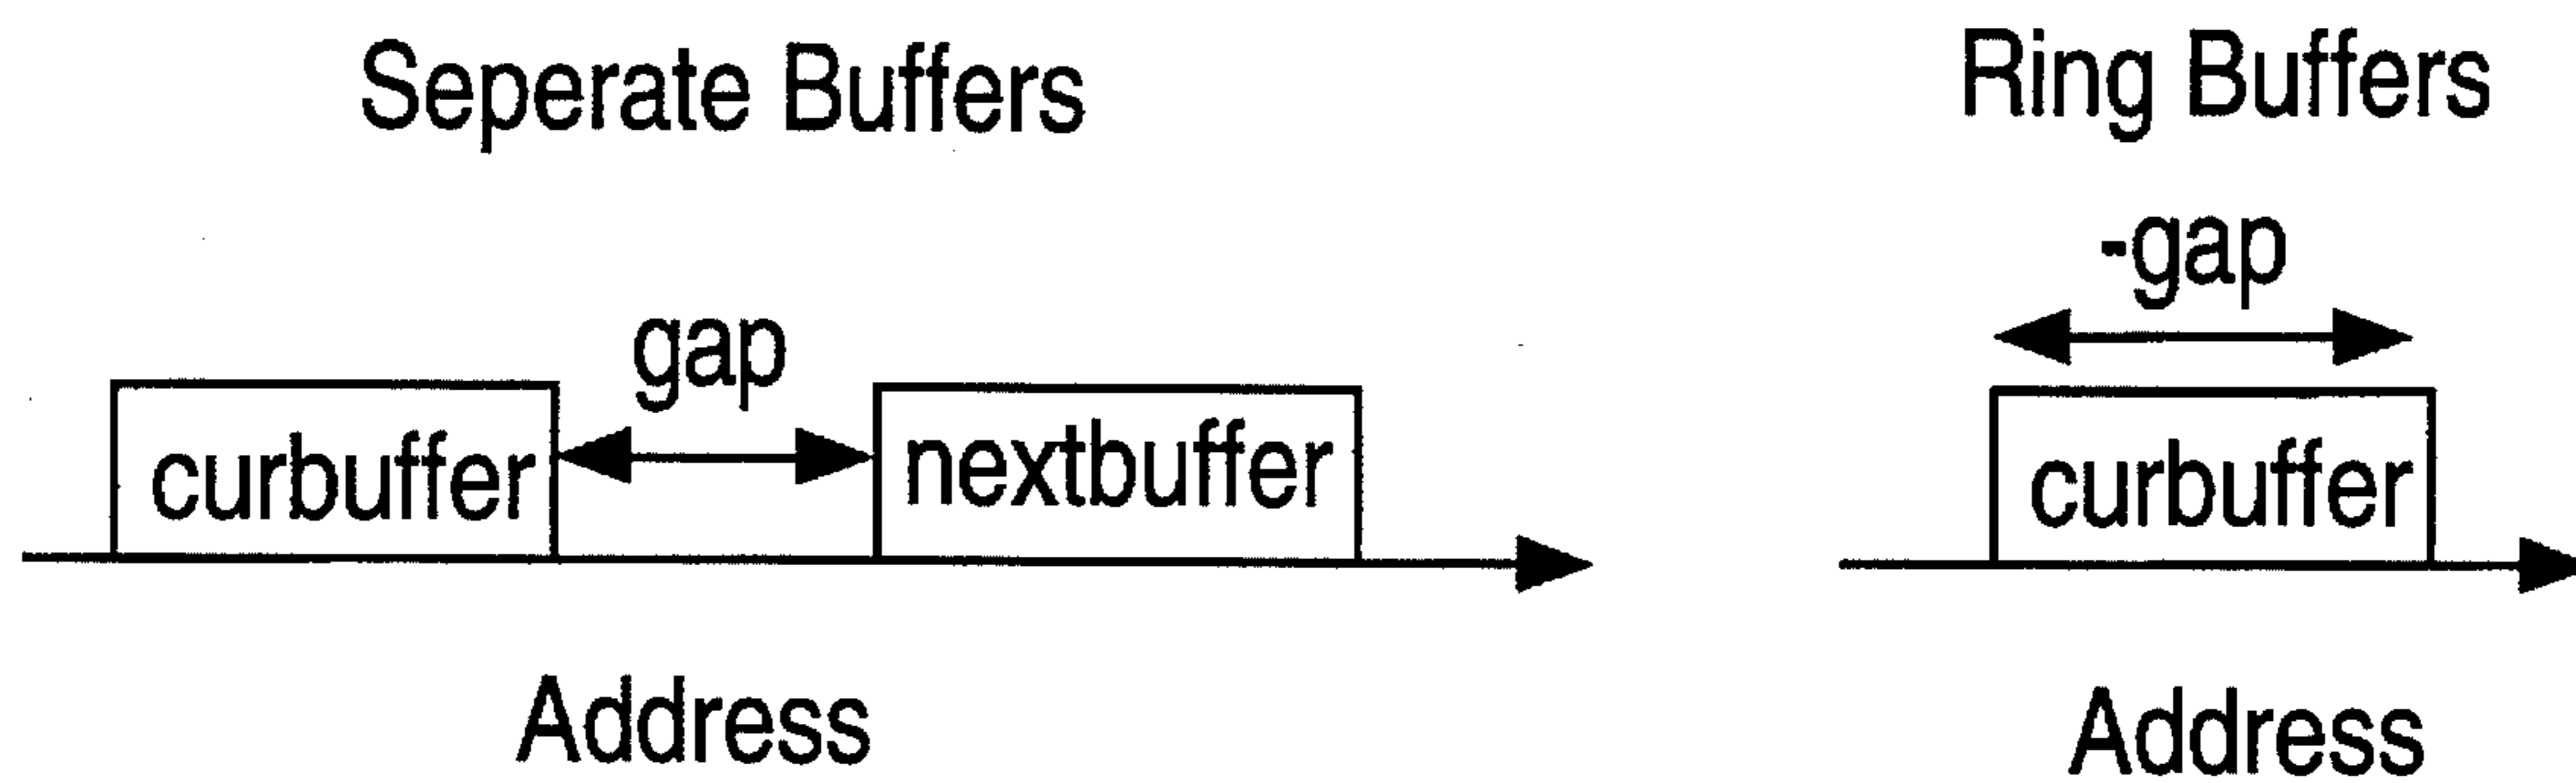 Seperate Buffers
gap
curbuffer
nextbuffer
Address
Ring Buffers
-gap
curbuffer
Address